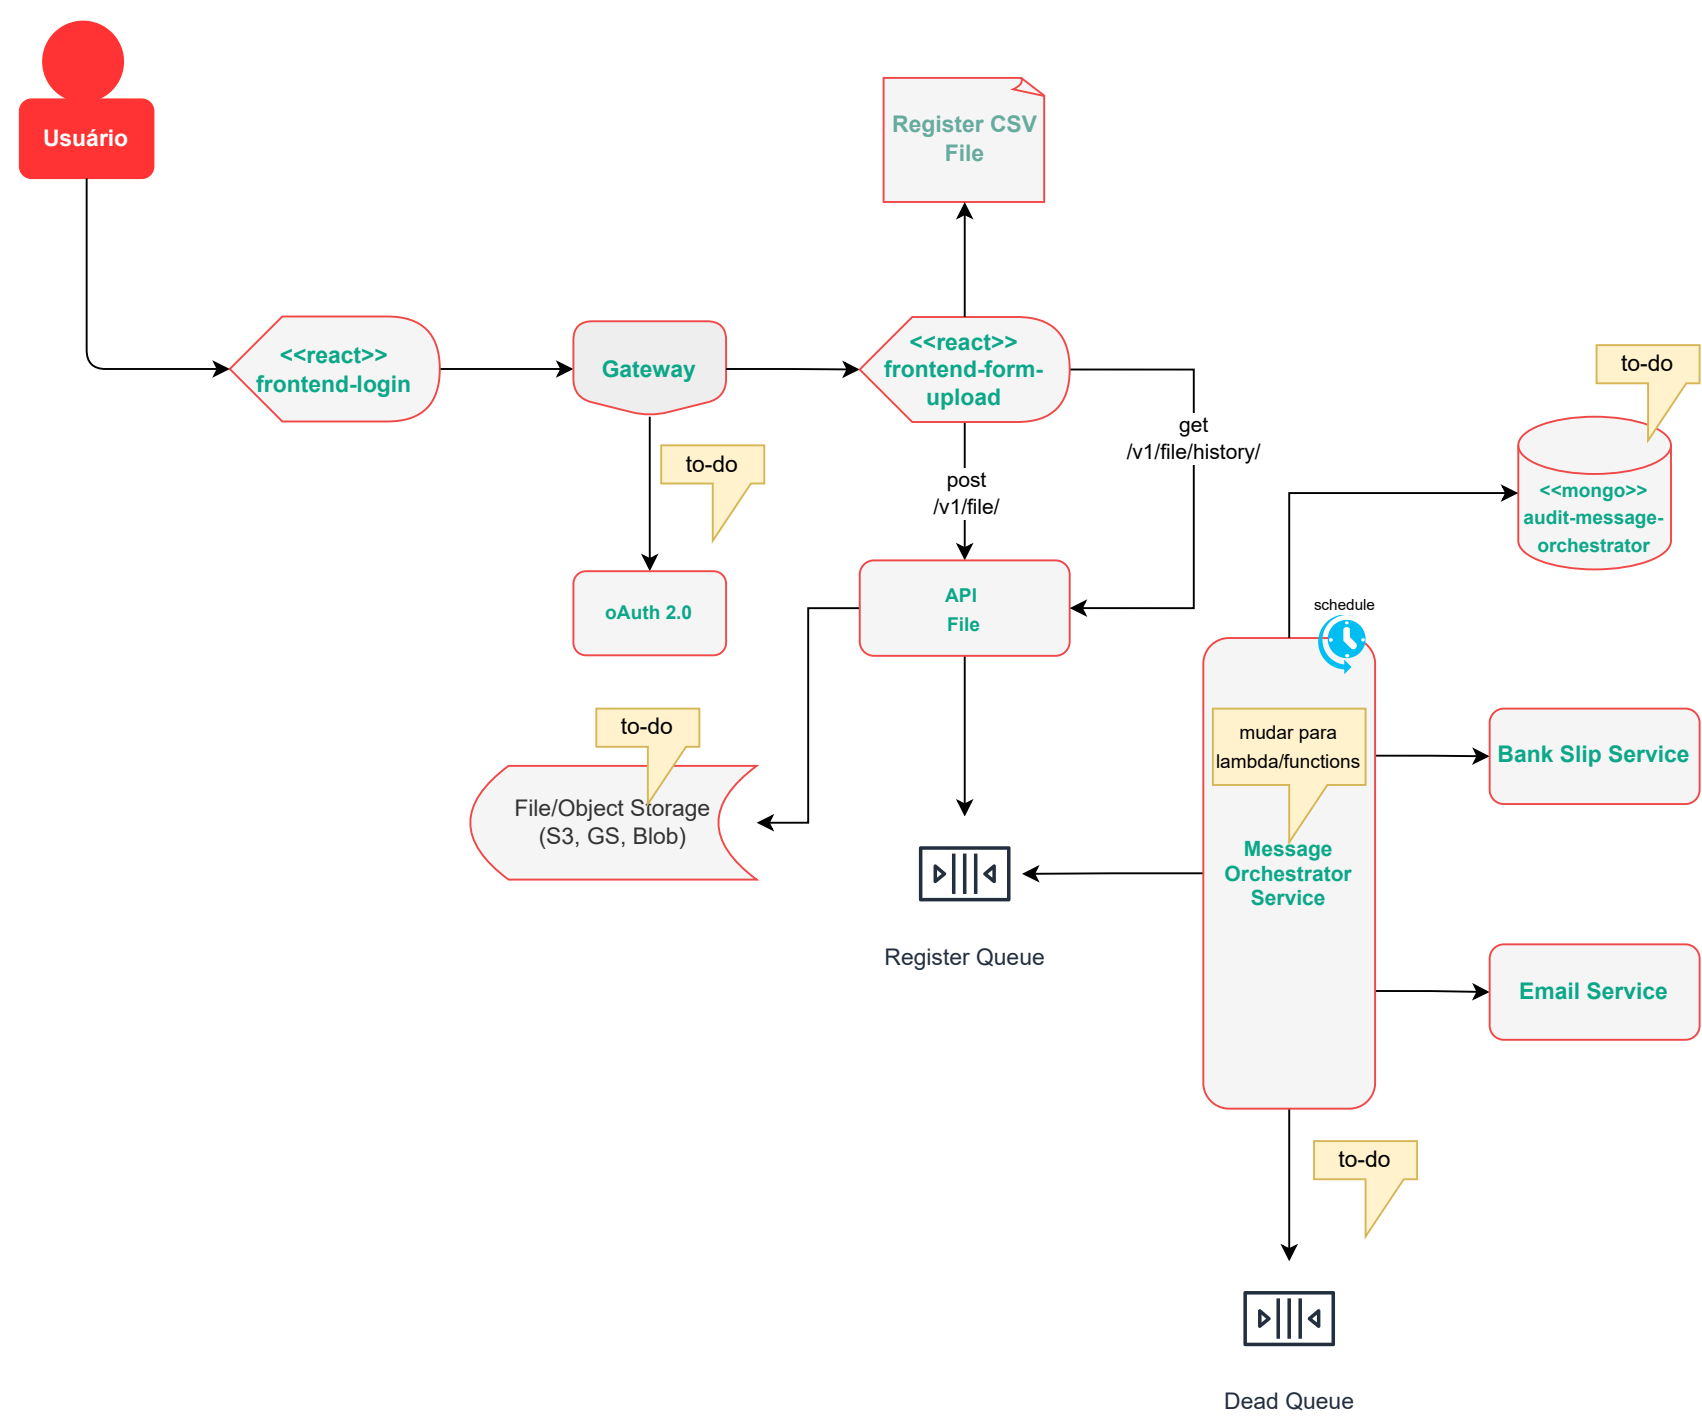 Usuário
Register CSV
File
<<react>>
frontend-login
Gateway
<<react>>
frontend-form-
upload
to-do
get
/v1/file/history/
to-do
post
/v1/file/
<<mongo>>
audit-message-
orchestrator
oAuth 2.0
API
File
schedule
to-do
mudar para
lambda/functions
Bank Slip Service
File/Object Storage
(S3, GS, Blob)
Message
Orchestrator
Service
Register Queue
Email Service
to-do
Dead Queue